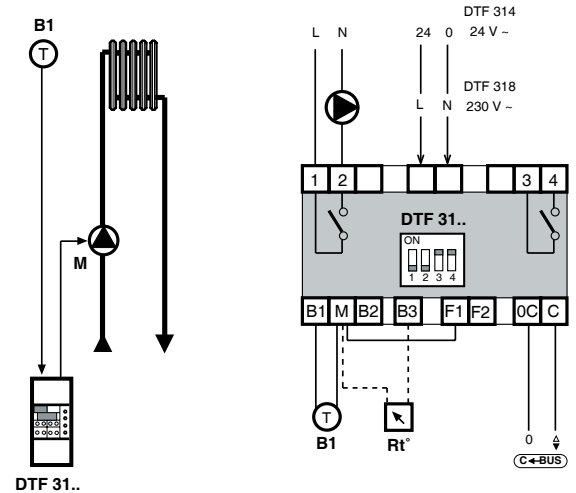 B1
T
M
DTF 31..
DTF 314
L N 24 0 24 V ~
DTF 318
L N 230 V ~
1 2 3 4
DTF 31..
ON
1 2 3 4
B1 M B2 B3 F1 F2 0C C
T
B1 Rt° 0
C BUS